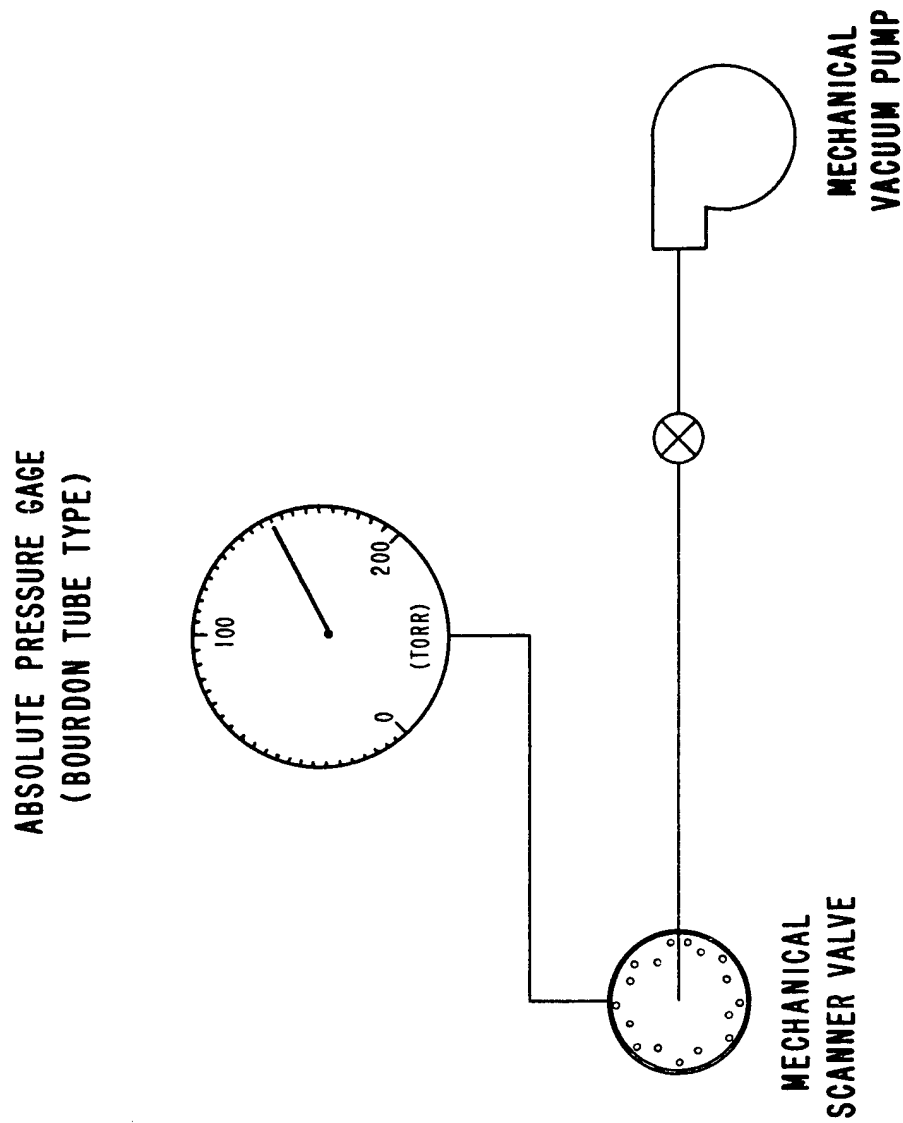 ABSOLUTE PRESSURE GAGE
(BOURDON TUBE TYPE)
100
0
200
(TORR)
MECHANICAL
VACUUM PUMP
MECHANICAL
SCANNER VALVE